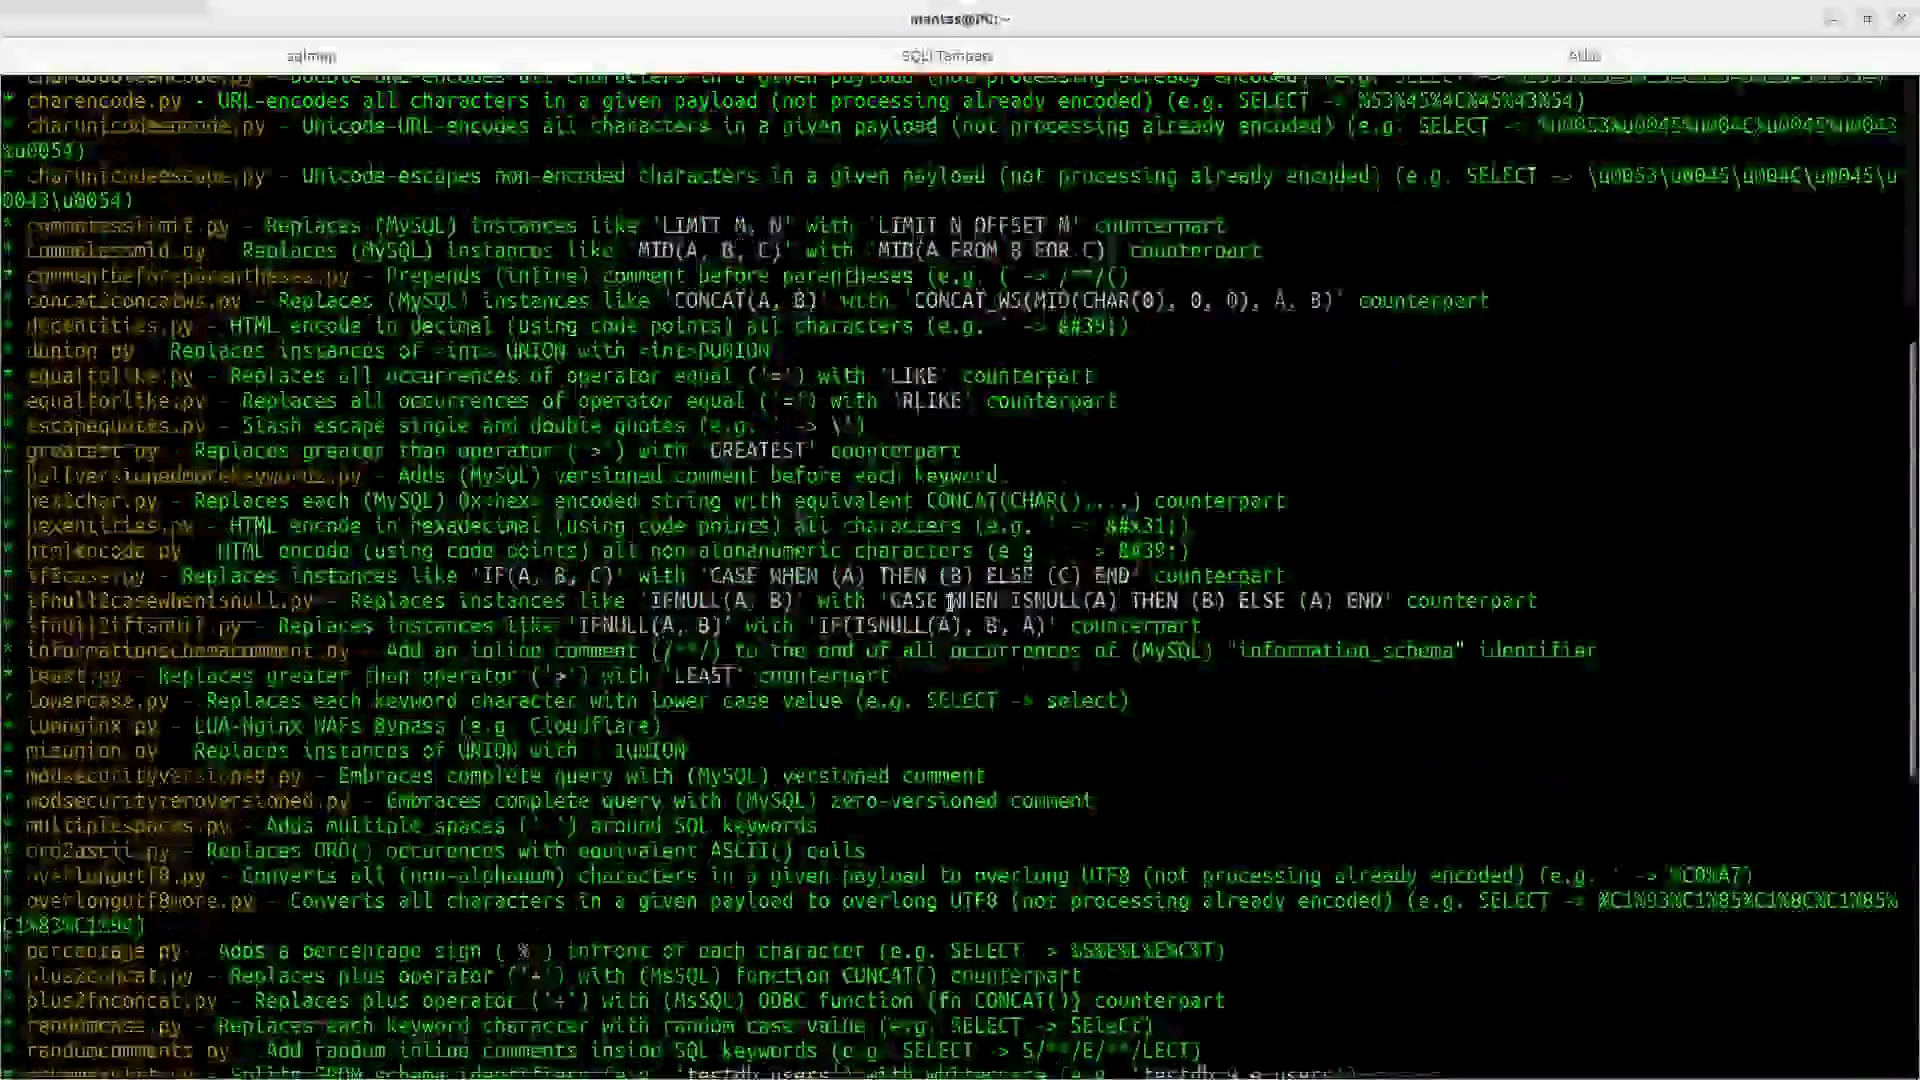 mantas@PC:~
sqlmap
SQLI Tampers
(not processing already encoded) (e.g. SELECT ->
* charencode.py - URL-encodes all characters in a given payload (not processing already encoded) (e.g. SELECT -> %53%45%4C%45%43%54)
* charunicodeencode.py - Unicode-URL-encodes all characters in a given payload (not processing already encoded) (e.g. SELECT -> %u0053%u0045%u004C%u0045%u0043
%u0054)
* charunicodeescape.py - Unicode-escapes non-encoded characters in a given payload (not processing already encoded) (e.g. SELECT -> \u0053\u0045\u004C\u0045\u
0043\u0054)
* commalesslimit.py - Replaces (MySQL) instances like 'LIMIT M, N' with 'LIMIT N OFFSET M' counterpart
* commalessmid.py - Replaces (MySQL) instances like 'MID(A, B, C)' with 'MID(A FROM B FOR C)' counterpart
* commentbeforeparentheses.py - Prepends (inline) comment before parentheses (e.g. ( -> /**/()
* concat2concatws.py - Replaces (MySQL) instances like 'CONCAT(A, B)' with 'CONCAT_WS(MID(CHAR(0), 0, 0), A, B)' counterpart
* decentities.py - HTML encode in decimal (using code points) all characters (e.g. ' -> &#39;)
* dunion.py - Replaces instances of <int> UNION with <int>DUNION
* equaltolike.py - Replaces all occurrences of operator equal ('=') with 'LIKE' counterpart
* equaltorlike.py - Replaces all occurrences of operator equal ('=') with 'RLIKE' counterpart
* escapequotes.py - Slash escape single and double quotes (e.g. ' -> \')
* greatest.py - Replaces greater than operator ('>') with 'GREATEST' counterpart
* halfversionedmorekeywords.py - Adds (MySQL) versioned comment before each keyword
* hex2char.py - Replaces each (MySQL) 0x<hex> encoded string with equivalent CONCAT(CHAR(),...) counterpart
* hexentities.py - HTML encode in hexadecimal (using code points) all characters (e.g. ' -> &#x31;)
* htmlencode.py - HTML encode (using code points) all non-alphanumeric characters (e.g. ' -> &#39;)
* if2case.py - Replaces instances like 'IF(A, B, C)' with 'CASE WHEN (A) THEN (B) ELSE (C) END' counterpart
* ifnull2casewhenisnull.py - Replaces instances like 'IFNULL(A, B)' with 'CASE WHEN ISNULL(A) THEN (B) ELSE (A) END' counterpart
* ifnull2ifisnull.py - Replaces instances like 'IFNULL(A, B)' with 'IF(ISNULL(A), B, A)' counterpart
* informationschemacomment.py - Add an inline comment (/**/) to the end of all occurrences of (MySQL) "information_schema" identifier
* least.py - Replaces greater than operator ('>') with 'LEAST' counterpart
* lowercase.py - Replaces each keyword character with lower case value (e.g. SELECT -> select)
* luanginx.py - LUA-Nginx WAFs Bypass (e.g. Cloudflare)
* misunion.py - Replaces instances of UNION with -.1UNION
* modsecurityversioned.py - Embraces complete query with (MySQL) versioned comment
* modsecurityzeroversioned.py - Embraces complete query with (MySQL) zero-versioned comment
* multiplespaces.py - Adds multiple spaces (' ') around SQL keywords
* ord2ascii.py - Replaces ORD() occurences with equivalent ASCII() calls
* overlongutf8.py - Converts all (non-alphanum) characters in a given payload to overlong UTF8 (not processing already encoded) (e.g. ' -> %C0%A7)
* overlongutf8more.py - Converts all characters in a given payload to overlong UTF8 (not processing already encoded) (e.g. SELECT -> %C1%93%C1%85%C1%8C%C1%85%
C1%83%C1%94)
* percentage.py - Adds a percentage sign ('%') infront of each character (e.g. SELECT -> %S%E%L%E%C%T)
* plus2concat.py - Replaces plus operator ('+') with (MsSQL) function CONCAT() counterpart
* plus2fnconcat.py - Replaces plus operator ('+') with (MsSQL) ODBC function {fn CONCAT()} counterpart
* randomcase.py - Replaces each keyword character with random case value (e.g. SELECT -> SEleCt)
* randomcomments.py - Add random inline comments inside SQL keywords (e.g. SELECT -> S/**/E/**/LECT)